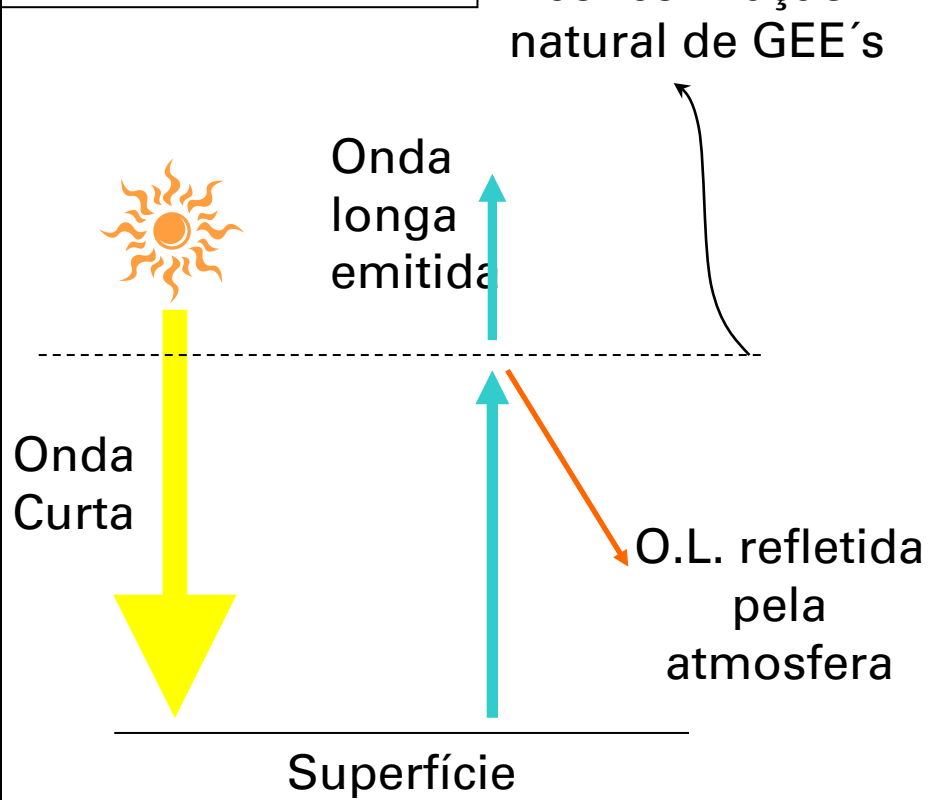 natural de GEE´s
Onda
longa
emitida
Onda
Curta
O.L. refletida
pela
atmosfera
Superfície